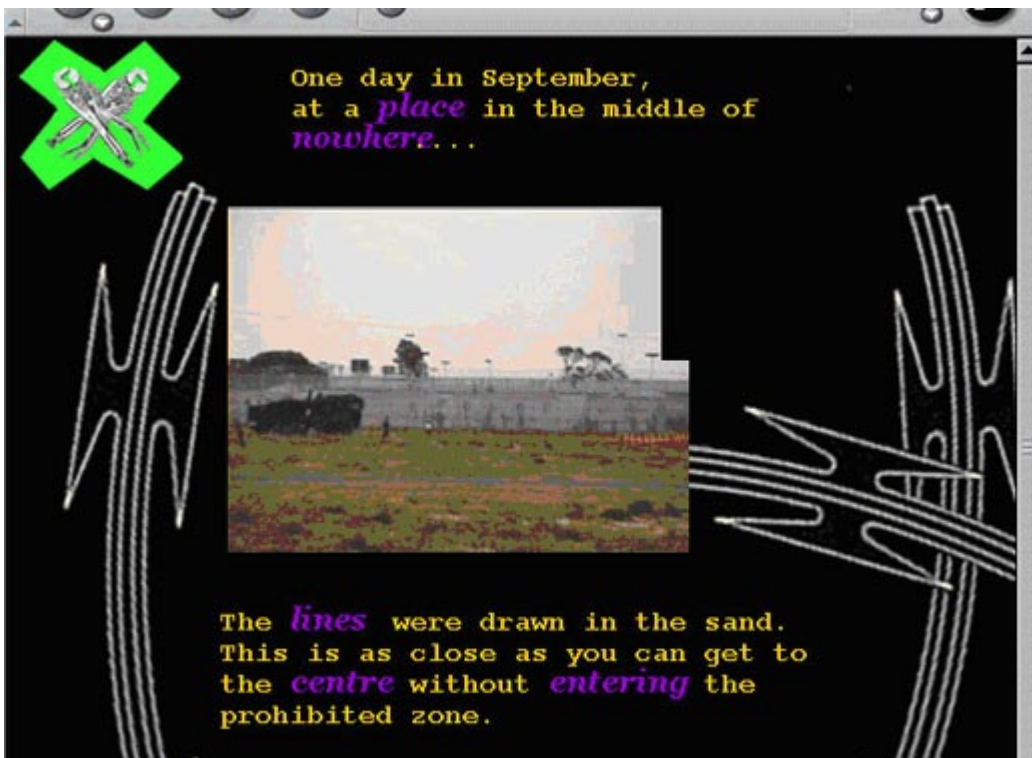 One day in September,
at a place in the middle of
nowhere...
The lines were drawn in the sand.
This is as close as you can get to
the centre without entering the
prohibited zone.